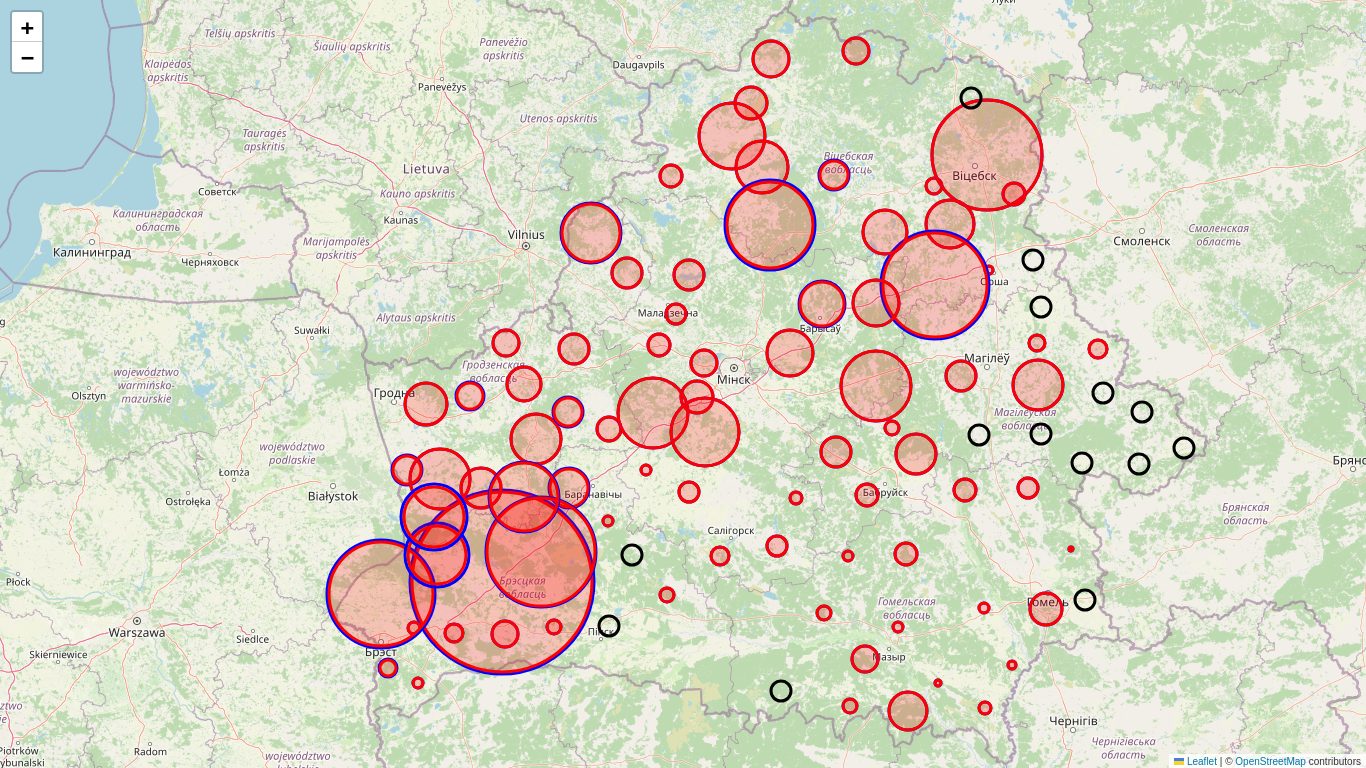 +
−
Луки
Telšių apskritis
Šiaulių apskritis
Panevėžio
apskritis
Daugavpils
Klaipėdos
apskritis
Panevėžys
Utenos apskritis
Tauragės
apskritis
Віцебская
вобласць
Lietuva
Віцебск
Советск
Kauno apskritis
Kaunas
Калининградская
область
Vilnius
Marijampolės
apskritis
Смоленск
Смоленская
область
Калининград
Черняховск
Орша
Alytaus apskritis
Маладзечна
Барысаў
Suwałki
Гродзенская
вобласць
Мінск
Магілёў
województwo
warmińsko-
mazurskie
Olsztyn
Гродна
Магілёўская
вобласць
województwo
podlaskie
Łomża
Ostrołęka
Białystok
Баранавічы
Бабруйск
Брянская
область
Салігорск
Płock
Брэсцкая
вобласць
Гомельская
вобласць
Гомель
Warszawa
Siedlce
Пінск
Skierniewice
Брэст
Мазыр
Чернігів
Radom
województwo
Чернігівська
область
Leaflet | © OpenStreetMap contributors